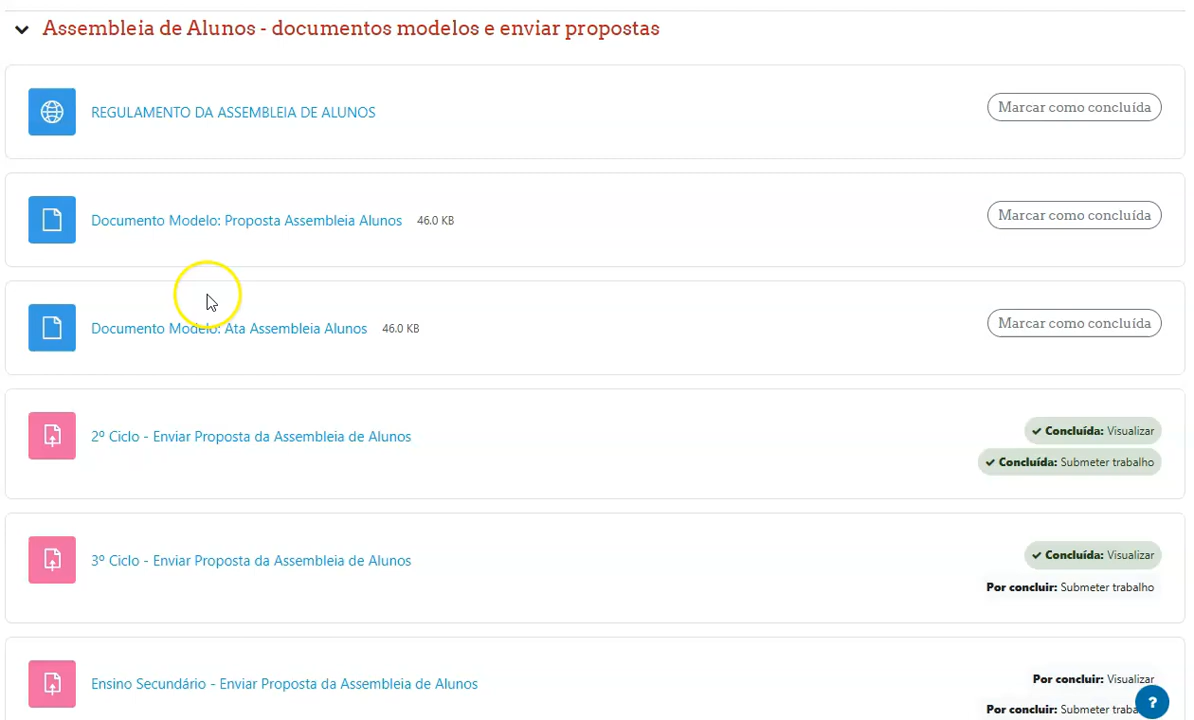 Assembleia de Alunos - documentos modelos e enviar propostas
REGULAMENTO DA ASSEMBLEIA DE ALUNOS
Marcar como concluída
Documento Modelo: Proposta Assembleia Alunos 46.0 KB
Marcar como concluída
Documento Modelo: Ata Assembleia Alunos 46.0 KB
Marcar como concluída
2º Ciclo - Enviar Proposta da Assembleia de Alunos
Concluída: Visualizar
Concluída: Submeter trabalho
3º Ciclo - Enviar Proposta da Assembleia de Alunos
Concluída: Visualizar
Por concluir: Submeter trabalho
Ensino Secundário - Enviar Proposta da Assembleia de Alunos
Por concluir: Visualizar
Por concluir: Submeter
?